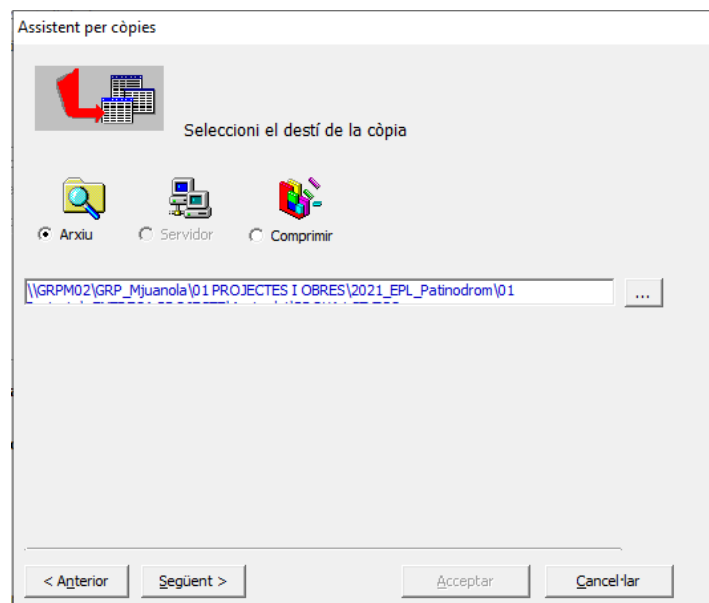 Assistent per còpies
Seleccioni el destí de la còpia
Arxiu
Servidor
Comprimir
\\GRPM02\GRP_Mjuanola\01 PROJECTES I OBRES\2021_EPL_Patinodrom\01
...
< Anterior
Següent >
Acceptar
Cancel·lar